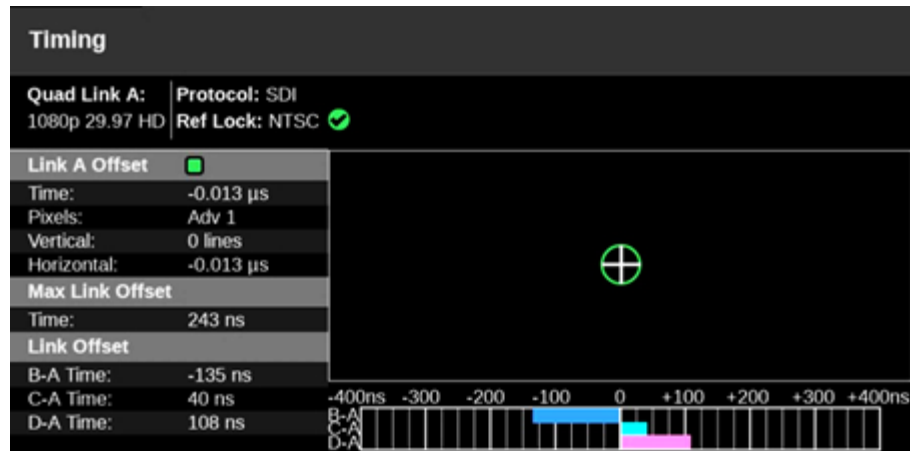 Timing
Quad Link A: Protocol: SDI
1080p 29.97 HD Ref Lock: NTSC
Link A Offset
Time: -0.013 µs
Pixels: Adv 1
Vertical: 0 lines
Horizontal: -0.013 µs
Max Link Offset
Time: 243 ns
Link Offset
B-A Time: -135 ns
C-A Time: 40 ns
D-A Time: 108 ns
-400ns -300 -200 -100 0 +100 +200 +300 +400ns
B-A
C-A
D-A